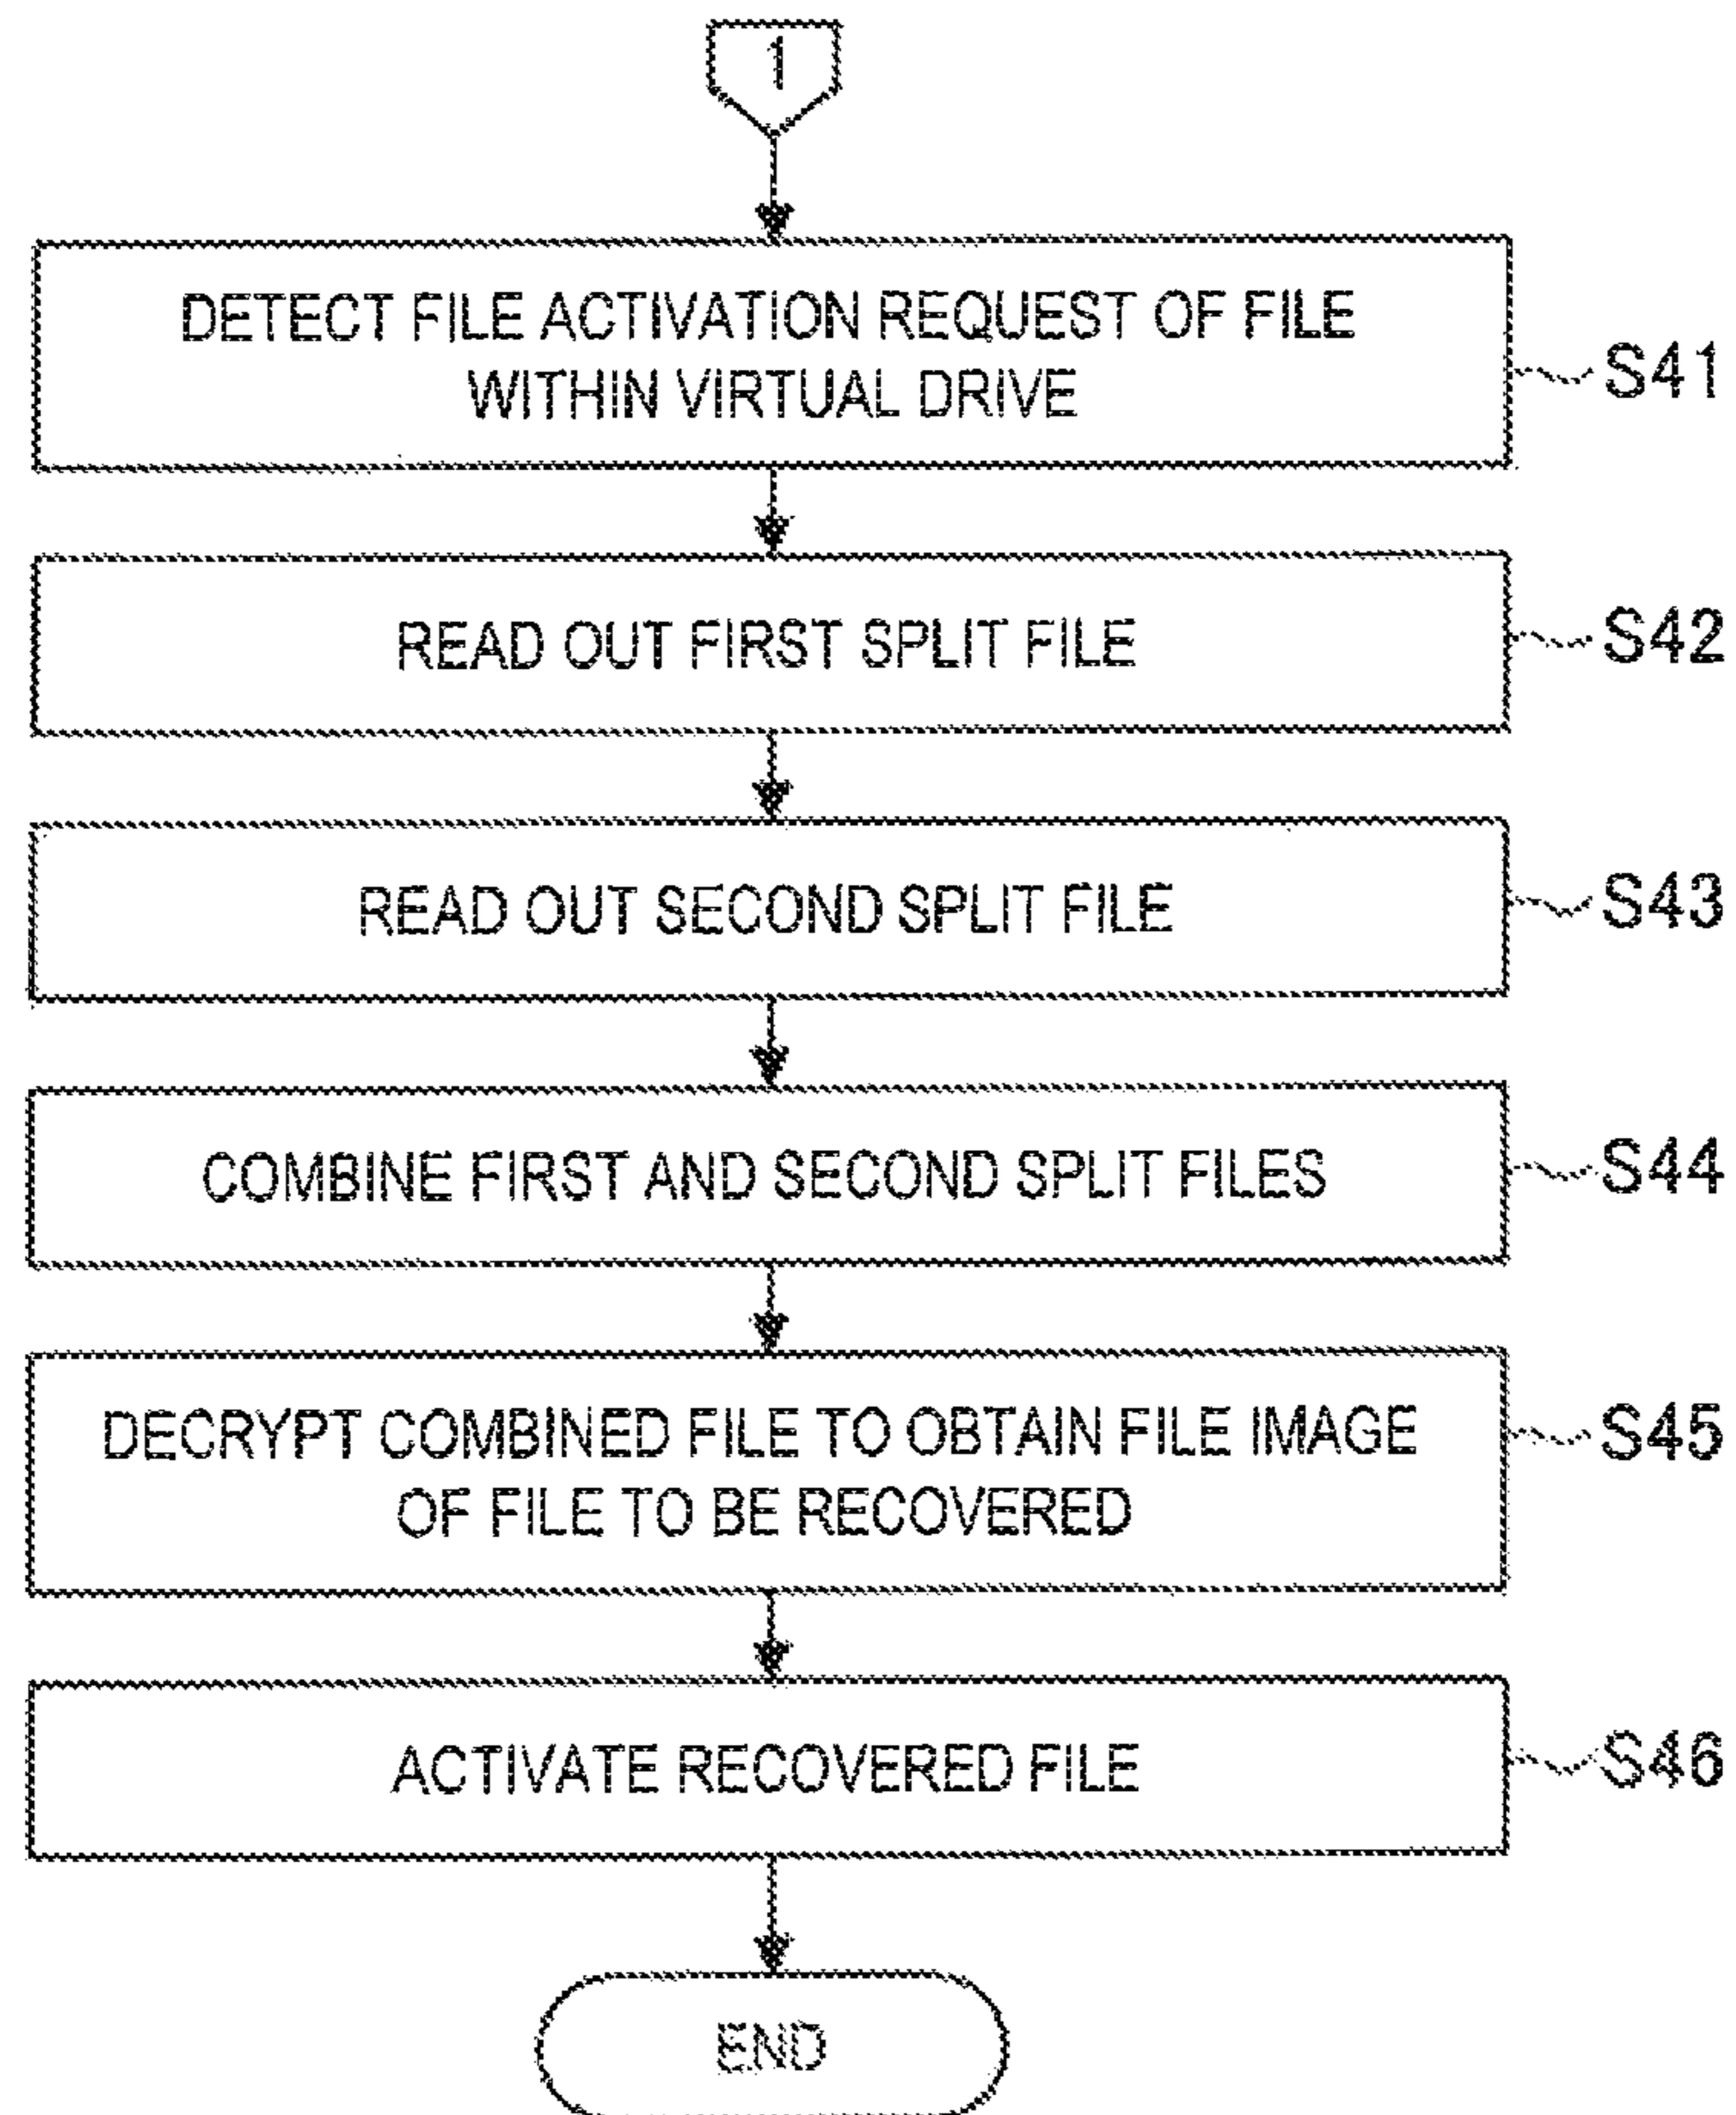 1
DETECT FILE ACTIVATION REQUEST OF FILE
WITHIN VIRTUAL DRIVE
S41
READ OUT FIRST SPLIT FILE
S42
READ OUT SECOND SPLIT FILE
S43
COMBINE FIRST AND SECOND SPLIT FILES
S44
DECRYPT COMBINED FILE TO OBTAIN FILE IMAGE
OF FILE TO BE RECOVERED
S45
ACTIVATE RECOVERED FILE
S46
END